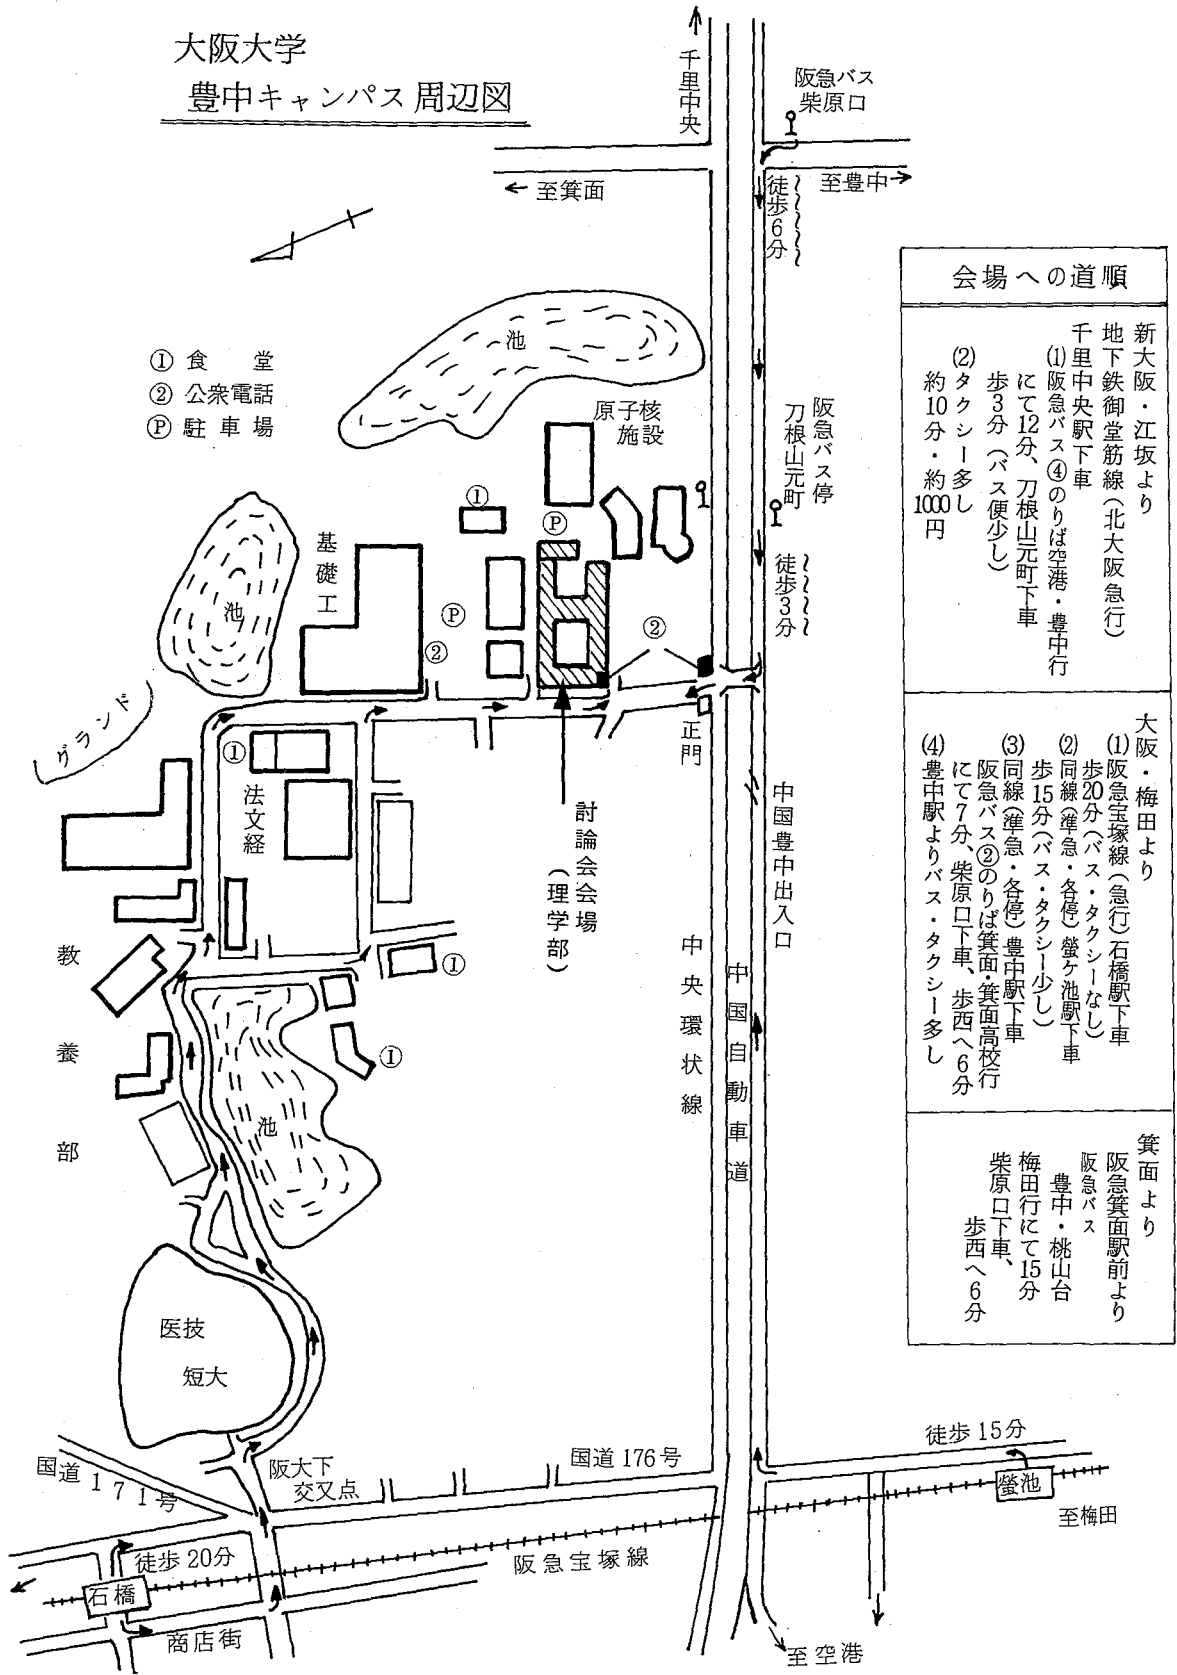 大阪大学
豊中キャンパス周辺図
千里中央
阪急バス
柴原口
至箕面
至豊中
徒歩6分
① 食堂
② 公衆電話
Ⓟ 駐車場
池
原子核
施設
阪急バス停
刀根山元町
徒歩3分
①
Ⓟ
基礎工
池
Ⓟ
②
②
グランド
正門
①
法文経
討論会会場
(理学部)
中国豊中出入口
教養部
①
①
中央環状線
中国自動車道
池
医技
短大
国道171号
阪大下
交叉点
国道176号
徒歩15分
螢池
至梅田
徒歩20分
阪急宝塚線
石橋
商店街
至空港
会場への道順
新大阪・江坂より
地下鉄御堂筋線(北大阪急行)
千里中央駅下車
(1)阪急バス④のりば空港・豊中行
にて12分、刀根山元町下車
歩3分(バス便少し)
(2)タクシー多し
約10分・約1000円
大阪・梅田より
(1)阪急宝塚線(急行)石橋駅下車
歩20分(バス・タクシーなし)
(2)同線(準急・各停)螢ケ池駅下車
歩15分(バス・タクシー少し)
(3)同線(準急・各停)豊中駅下車
阪急バス②のりば箕面・箕面高校行
にて7分、柴原口下車、歩西へ6分
(4)豊中駅よりバス・タクシー多し
箕面より
阪急箕面駅前より
阪急バス
豊中・桃山台
梅田行にて15分
柴原口下車、
歩西へ6分